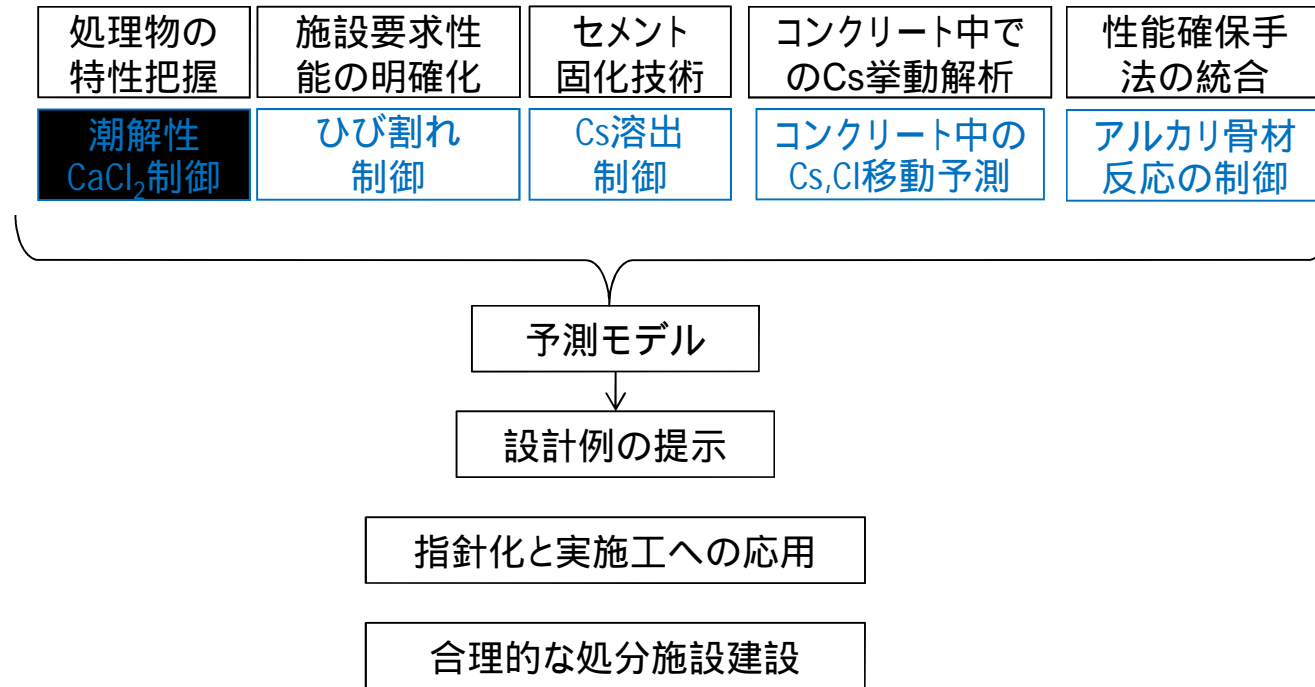 処理物の
特性把握
施設要求性
能の明確化
セメント
固化技術
コンクリート中で
のCs挙動解析
性能確保手
法の統合
潮解性
CaCl₂制御
ひび割れ
制御
Cs溶出
制御
コンクリート中の
Cs,Cl移動予測
アルカリ骨材
反応の制御
予測モデル
設計例の提示
指針化と実施工への応用
合理的な処分施設建設